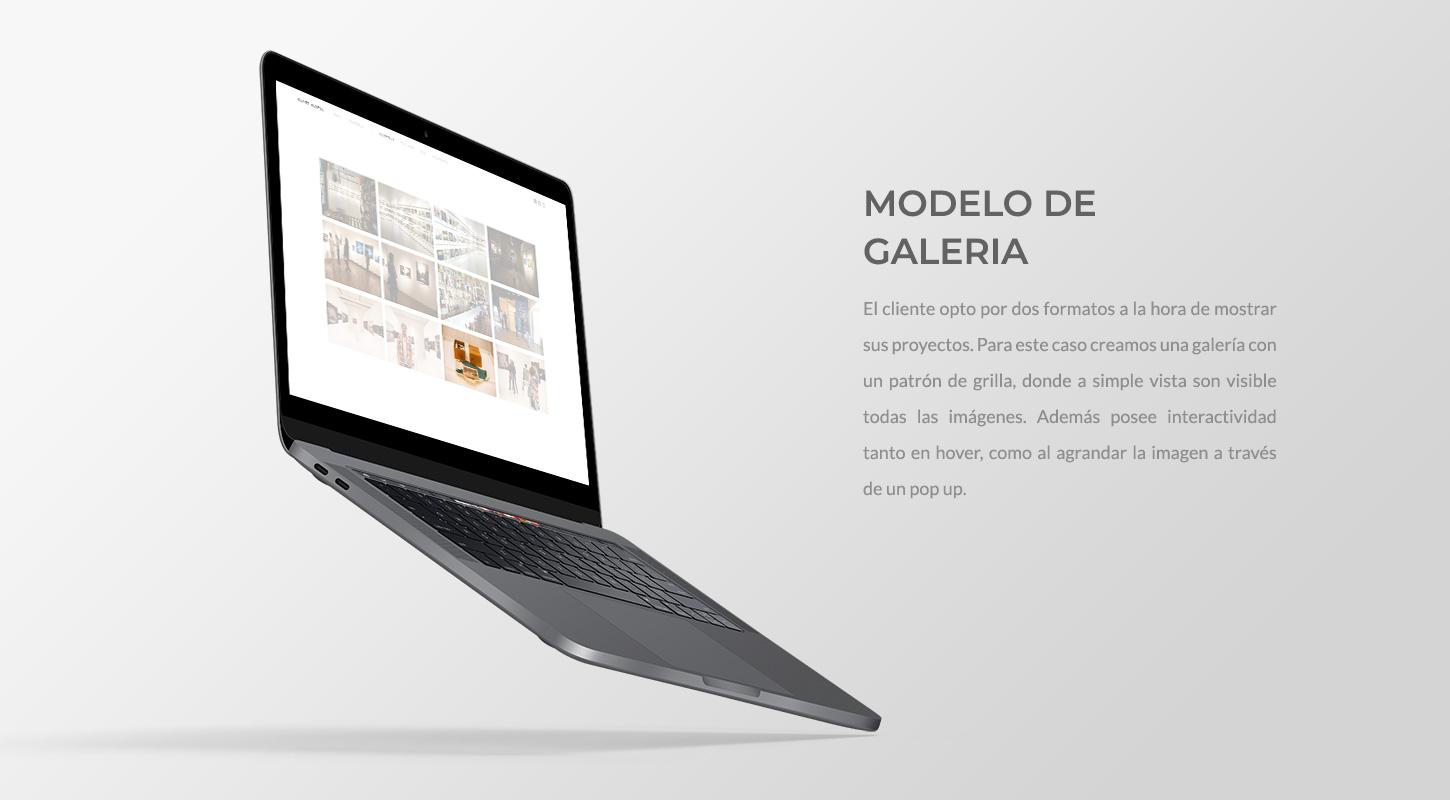 MODELO DE
GALERIA
El cliente opto por dos formatos a la hora de mostrar
sus proyectos. Para este caso creamos una galería con
un patrón de grilla, donde a simple vista son visible
todas las imágenes. Además posee interactividad
tanto en hover, como al agrandar la imagen a través
de un pop up.